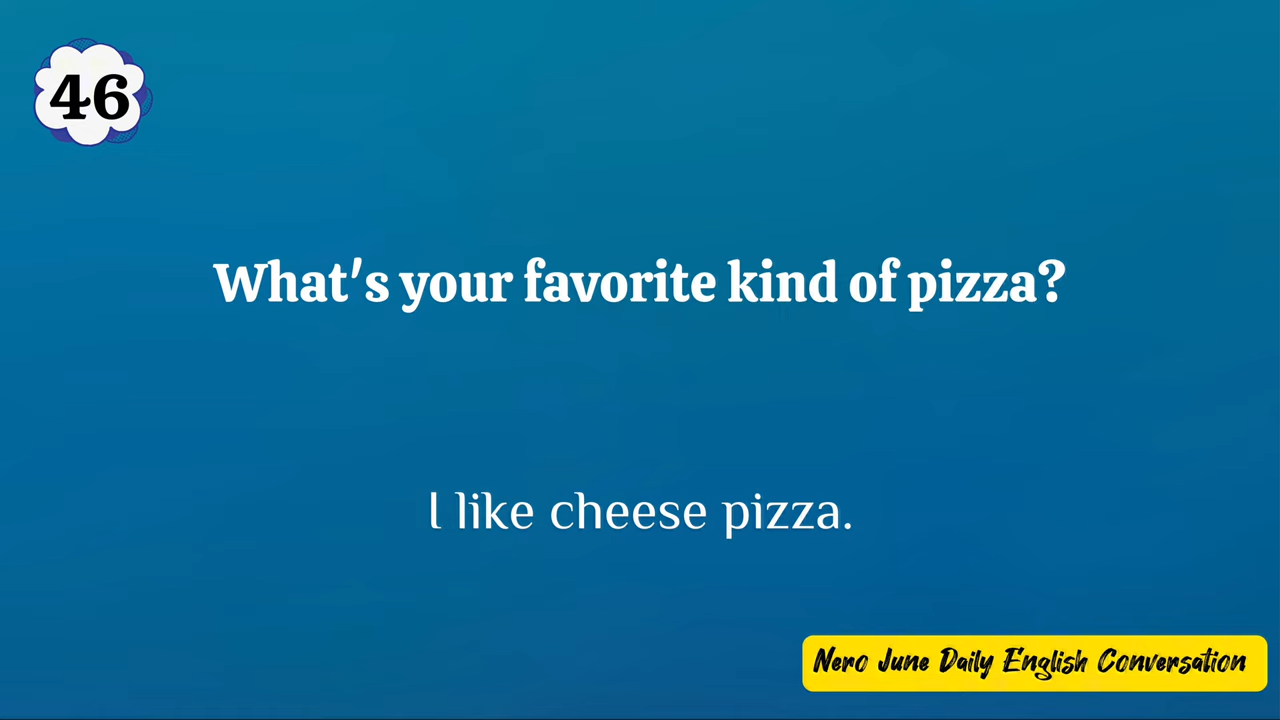 46
What's your favorite kind of pizza?
I like cheese pizza.
Nero June Daily English Conversation